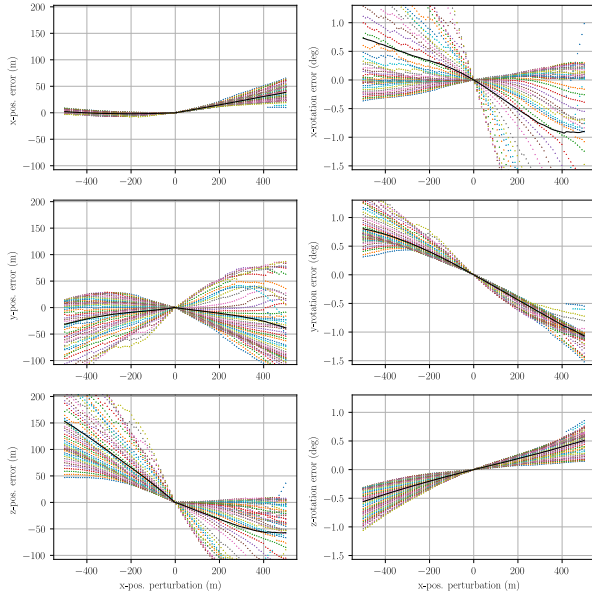 x-pos. error (m)
200
150
100
50
0
−50
−100
−400 −200 0 200 400
x-rotation error (deg)
1.0
0.5
0.0
−0.5
−1.0
−1.5
−400 −200 0 200 400
y-pos. error (m)
200
150
100
50
0
−50
−100
−400 −200 0 200 400
y-rotation error (deg)
1.0
0.5
0.0
−0.5
−1.0
−1.5
−400 −200 0 200 400
z-pos. error (m)
200
150
100
50
0
−50
−100
−400 −200 0 200 400
x-pos. perturbation (m)
z-rotation error (deg)
1.0
0.5
0.0
−0.5
−1.0
−1.5
−400 −200 0 200 400
x-pos. perturbation (m)